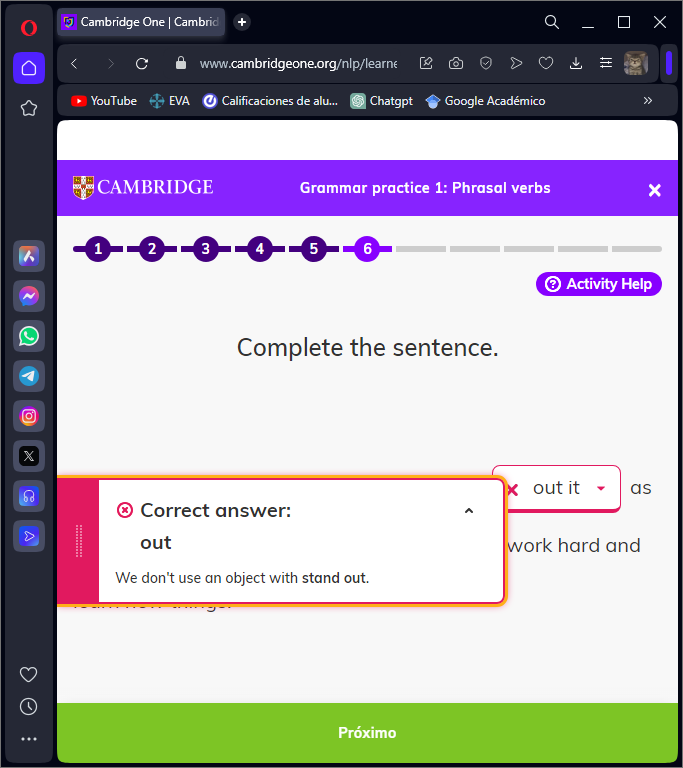 Cambridge One | Cambrid
www.cambridgeone.org/nlp/learne
YouTube EVA Calificaciones de alu... Chatgpt Google Académico »
CAMBRIDGE Grammar practice 1: Phrasal verbs
1 2 3 4 5 6
? Activity Help
Complete the sentence.
out it as
Correct answer:
out
work hard and
We don't use an object with stand out.
Próximo